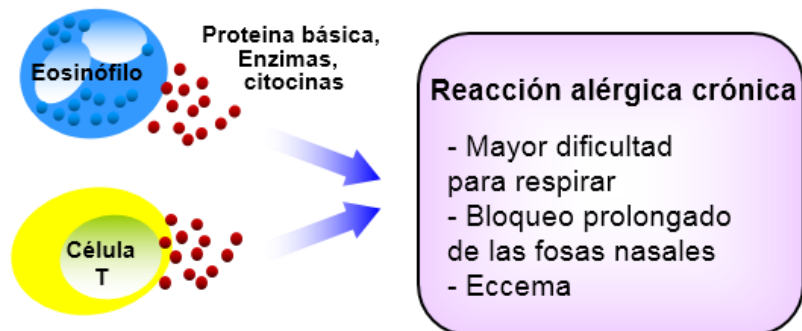 Eosinófilo
Proteina básica,
Enzimas,
citocinas
Célula
T
Reacción alérgica crónica
- Mayor dificultad
para respirar
- Bloqueo prolongado
de las fosas nasales
- Eccema